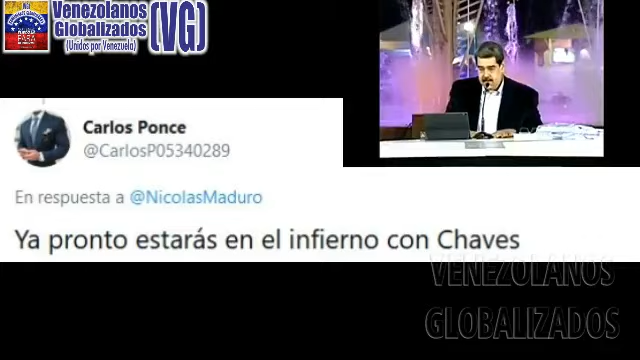 Venezolanos
Globalizados
(Unidos por Venezuela)
(VG)
Carlos Ponce
@CarlosP05340289
En respuesta a @NicolasMaduro
Ya pronto estarás en el infierno con Chaves
VENEZOLANOS
GLOBALIZADOS